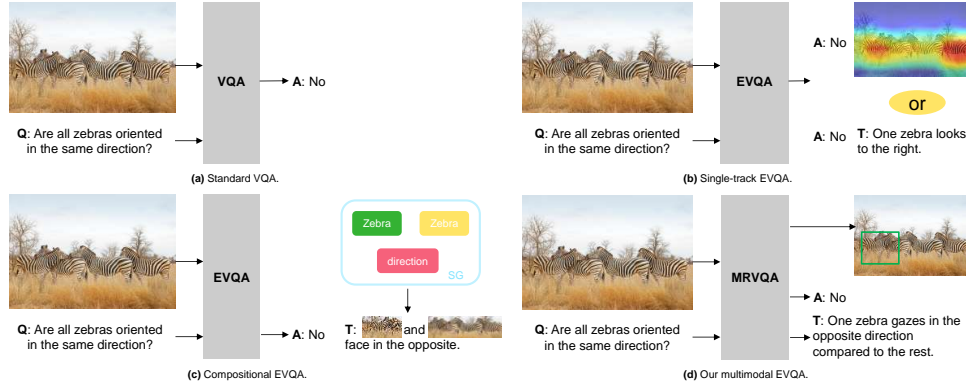 VQA
A: No
Q: Are all zebras oriented
in the same direction?
(a) Standard VQA.
EVQA
A: No
or
A: No
T: One zebra looks
to the right.
Q: Are all zebras oriented
in the same direction?
(b) Single-track EVQA.
EVQA
Zebra
Zebra
direction
SG
Q: Are all zebras oriented
in the same direction?
A: No
T: and
face in the opposite.
(c) Compositional EVQA.
MRVQA
A: No
Q: Are all zebras oriented
in the same direction?
T: One zebra gazes in the
opposite direction
compared to the rest.
(d) Our multimodal EVQA.